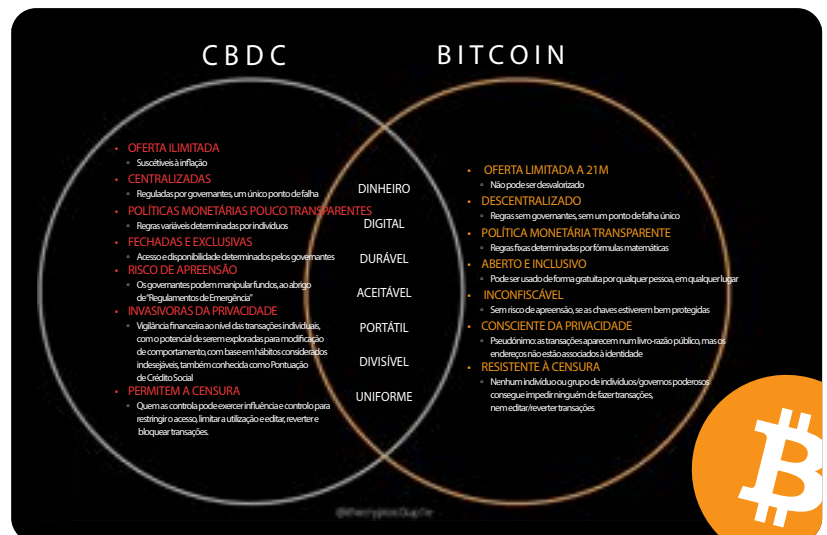 CBDC
BITCOIN
• OFERTA ILIMITADA
◦ Suscétiveis à inflação
• CENTRALIZADAS
◦ Reguladas por governantes, um único ponto de falha
• POLÍTICAS MONETÁRIAS POUCO TRANSPARENTES
◦ Regras variáveis determinadas por indivíduos
• FECHADAS E EXCLUSIVAS
◦ Acesso e disponibilidade determinados pelos governantes
• RISCO DE APREENSÃO
◦ Os governantes podem manipular fundos, ao abrigo
de "Regulamentos de Emergência"
• INVASIVORAS DA PRIVACIDADE
◦ Vigilância financeira ao nível das transações individuais,
com o potencial de serem exploradas para modificação
de comportamento, com base em hábitos considerados
indesejáveis, também conhecida como Pontuação
de Crédito Social
• PERMITEM A CENSURA
◦ Quem as controla pode exercer influência e controlo para
restringir o acesso, limitar a utilização e editar, reverter e
bloquear transações.
DINHEIRO
DIGITAL
DURÁVEL
ACEITÁVEL
PORTÁTIL
DIVISÍVEL
UNIFORME
• OFERTA LIMITADA A 21M
◦ Não pode ser desvalorizado
• DESCENTRALIZADO
◦ Regras sem governantes, sem um ponto de falha único
• POLÍTICA MONETÁRIA TRANSPARENTE
◦ Regras fixas determinadas por fórmulas matemáticas
• ABERTO E INCLUSIVO
◦ Pode ser usado de forma gratuita por qualquer pessoa, em qualquer lugar
• INCONFISCÁVEL
◦ Sem risco de apreensão, se as chaves estiverem bem protegidas
• CONSCIENTE DA PRIVACIDADE
◦ Pseudónimo: as transações aparecem num livro-razão público, mas os
endereços não estão associados à identidade
• RESISTENTE À CENSURA
◦ Nenhum indivíduo ou grupo de indivíduos/governos poderosos
consegue impedir ninguém de fazer transações,
nem editar/reverter transações